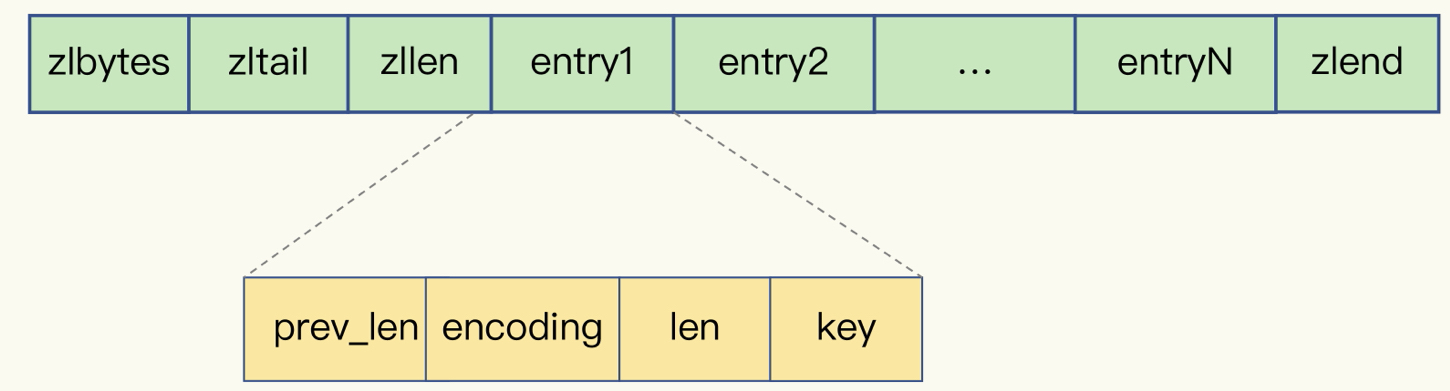 zlbytes zltail zllen entry1 entry2 ... entryN zlend
prev_len encoding len key